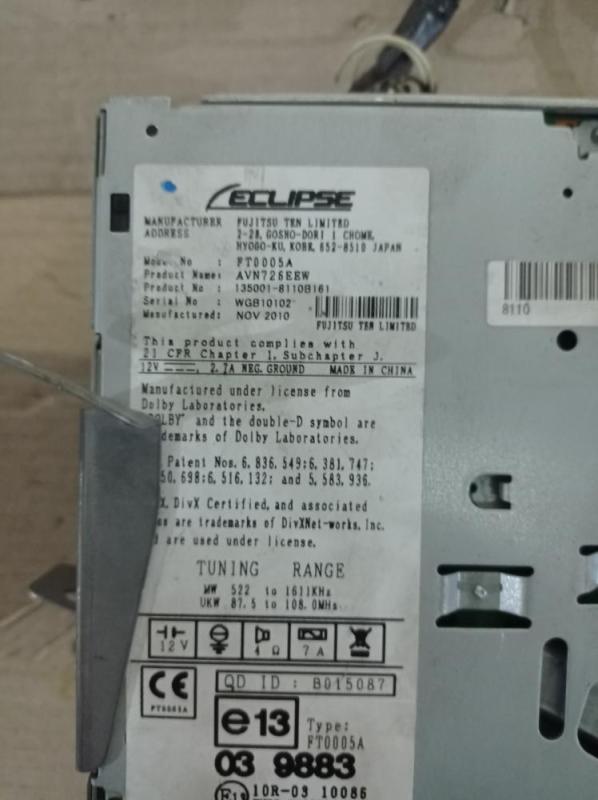 ECLIPSE
MANUFACTURER FUJITSU TEN LIMITED
ADDRESS 2-28, GOSHO-DORI 1 CHOME,
HYOGO-KU, KOBE, 652-8510 JAPAN
Model No : FT0005A
Product Name: AVN726EEW
Product No : 135001-8110B161
Serial No : WGB10102
Manufactured: NOV 2010
FUJITSU TEN LIMITED
8110
This product complies with
21 CFR Chapter 1, Subchapter J.
12V 2.7A NEG. GROUND MADE IN CHINA
Manufactured under license from
Dolby Laboratories.
DOLBY and the double-D symbol are
demarks of Dolby Laboratories.
Patent Nos. 6,836,549;6,381,747;
50,698;6,516,132; and 5,583,936.
X, DivX Certified, and associated
are trademarks of DivXNet-works, Inc.
are used under license.
TUNING RANGE
MW 522 to 1611KHz
UKW 87.5 to 108.0MHz
12V 4 Ω 7 A
CE QD ID : B015087
FT0005A
e13 Type:
FT0005A
03 9883
E13 10R-03 10086